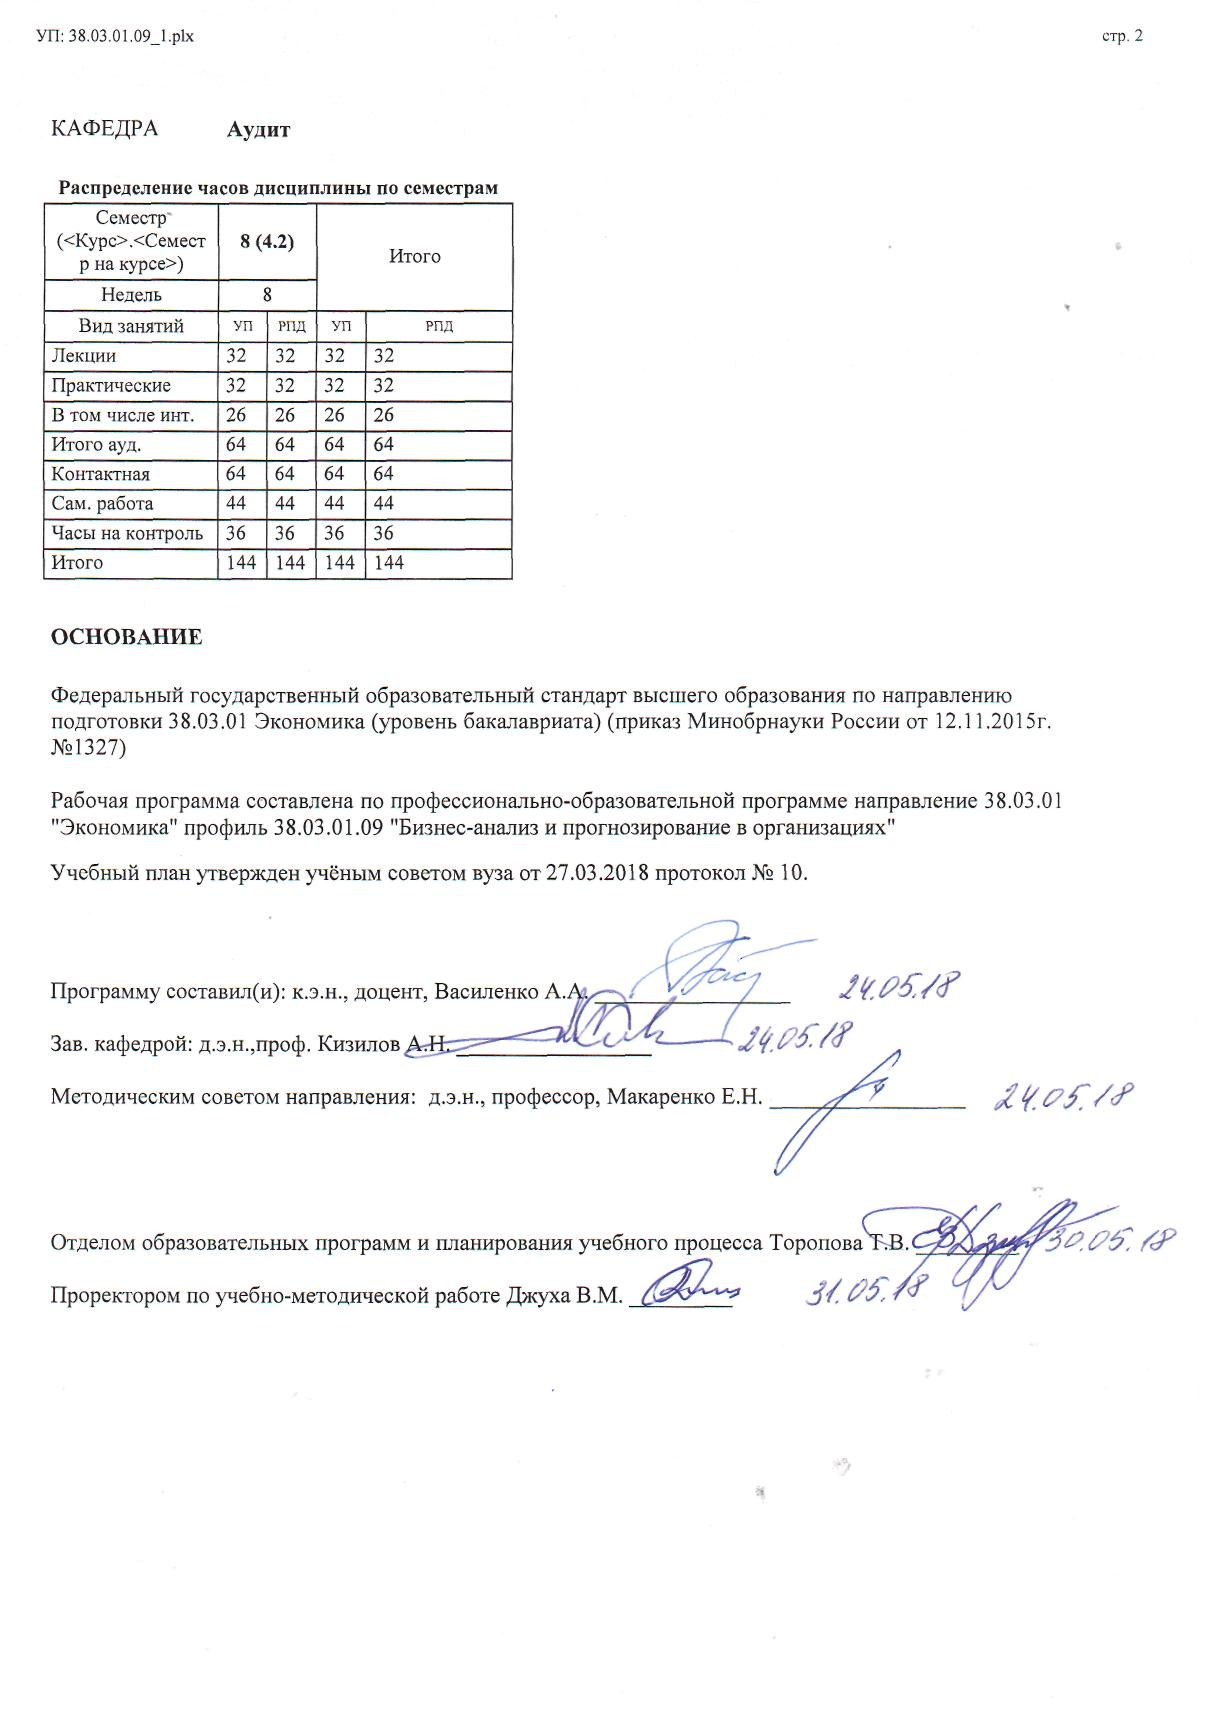 УП: 38.03.01.09_1.plx стр. 2
КАФЕДРА Аудит
Распределение часов дисциплины по семестрам
Семестр
(<Курс>.<Семест
р на курсе>)
8 (4.2)
Итого
Недель 8
Вид занятий УП РПД УП РПД
Лекции 32 32 32 32
Практические 32 32 32 32
В том числе инт. 26 26 26 26
Итого ауд. 64 64 64 64
Контактная 64 64 64 64
Сам. работа 44 44 44 44
Часы на контроль 36 36 36 36
Итого 144 144 144 144
ОСНОВАНИЕ
Федеральный государственный образовательный стандарт высшего образования по направлению
подготовки 38.03.01 Экономика (уровень бакалавриата) (приказ Минобрнауки России от 12.11.2015г.
№1327)
Рабочая программа составлена по профессионально-образовательной программе направление 38.03.01
"Экономика" профиль 38.03.01.09 "Бизнес-анализ и прогнозирование в организациях"
Учебный план утвержден учёным советом вуза от 27.03.2018 протокол № 10.
Программу составил(и): к.э.н., доцент, Василенко А.А. 24.05.18
Зав. кафедрой: д.э.н.,проф. Кизилов А.Н. 24.05.18
Методическим советом направления: д.э.н., профессор, Макаренко Е.Н. 24.05.18
Отделом образовательных программ и планирования учебного процесса Торопова Т.В. 30.05.18
Проректором по учебно-методической работе Джуха В.М. 31.05.18